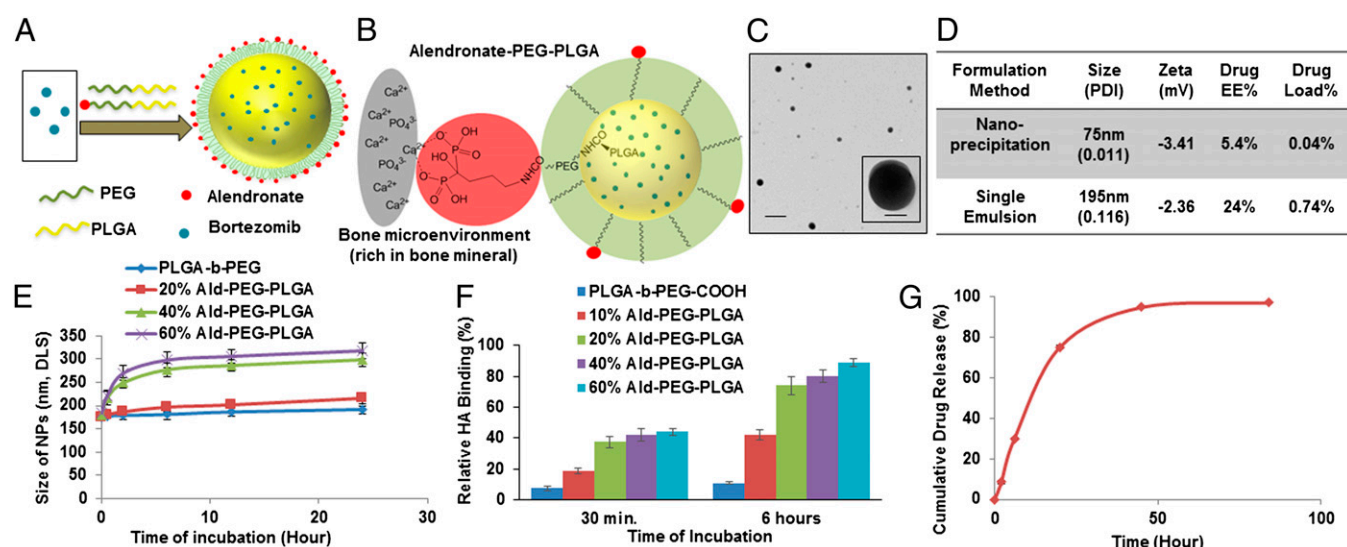 A
PEG
PLGA
Alendronate
Bortezomib
B
Alendronate-PEG-PLGA
Ca2+
Ca2+
Ca2+PO43-
Ca2+
PO43-
Ca2+
Ca2+
Ca2+
O-
OH
P
O
HO
O
P
OH
OH
NHCO
PEG
NHCO
PLGA
Bone microenvironment
(rich in bone mineral)
C
D
Formulation Method Size (PDI) Zeta (mV) Drug EE% Drug Load%
Nano-precipitation 75nm (0.011) -3.41 5.4% 0.04%
Single Emulsion 195nm (0.116) -2.36 24% 0.74%
E
PLGA-b-PEG
20% Ald-PEG-PLGA
40% Ald-PEG-PLGA
60% Ald-PEG-PLGA
Size of NPs (nm, DLS)
350
300
250
200
150
100
50
0
0 10 20 30
Time of incubation (Hour)
F
PLGA-b-PEG-COOH
10% Ald-PEG-PLGA
20% Ald-PEG-PLGA
40% Ald-PEG-PLGA
60% Ald-PEG-PLGA
Relative HA Binding (%)
100
80
60
40
20
0
30 min. 6 hours
Time of Incubation
G
Cumulative Drug Release (%)
100
80
60
40
20
0
0 50 100
Time (Hour)